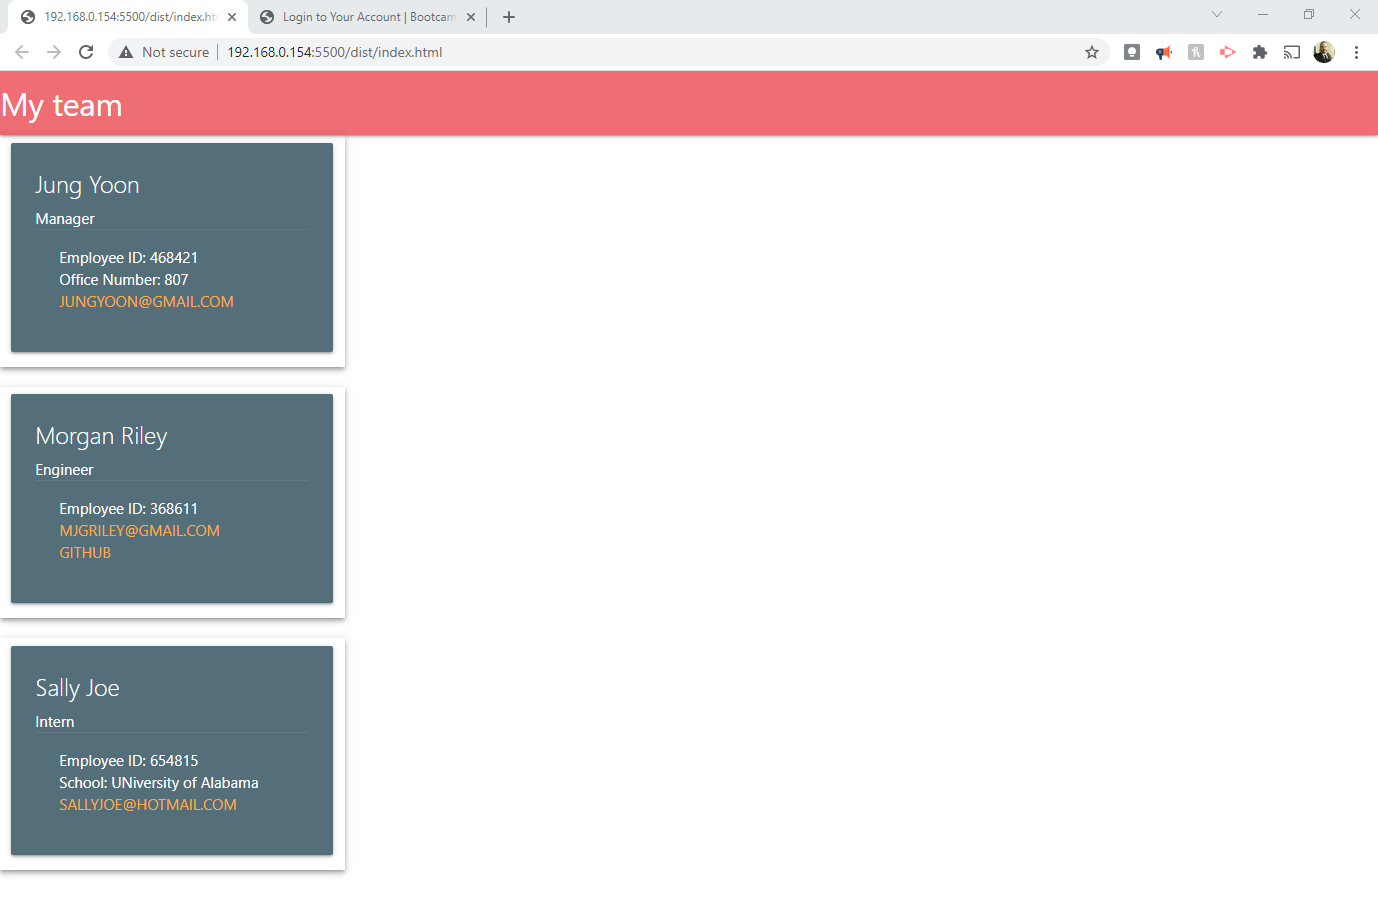 192.168.0.154:5500/dist/index.ht
Login to Your Account | Bootcam
Not secure
192.168.0.154:5500/dist/index.html
My team
Jung Yoon
Manager
Employee ID: 468421
Office Number: 807
JUNGYOON@GMAIL.COM
Morgan Riley
Engineer
Employee ID: 368611
MJGRILEY@GMAIL.COM
GITHUB
Sally Joe
Intern
Employee ID: 654815
School: UNiversity of Alabama
SALLYJOE@HOTMAIL.COM